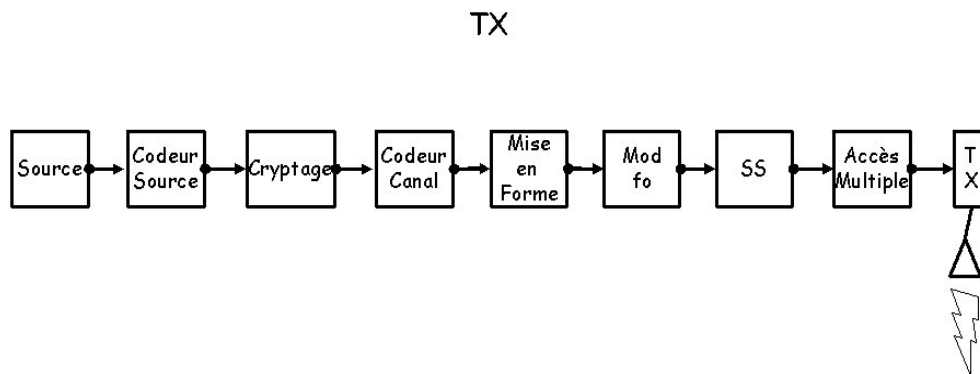 TX
Source
Codeur
Source
Cryptage
Codeur
Canal
Mise
en
Forme
Mod
fo
SS
Accès
Multiple
T
X